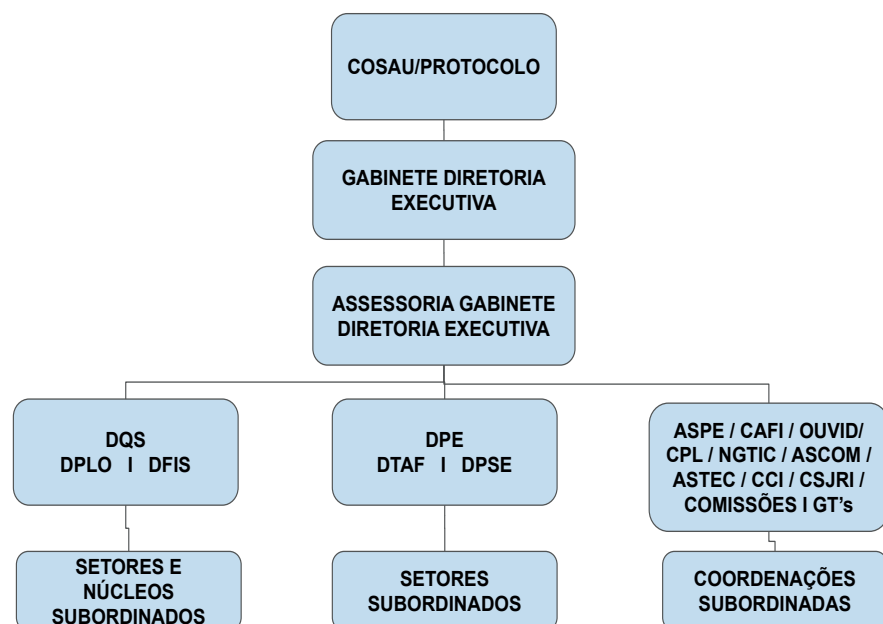 COSAU/PROTOCOLO
GABINETE DIRETORIA
EXECUTIVA
ASSESSORIA GABINETE
DIRETORIA EXECUTIVA
DQS
DPLO I DFIS
DPE
DTAF I DPSE
ASPE / CAFI / OUVID/
CPL / NGTIC / ASCOM /
ASTEC / CCI / CSJRI /
COMISSÕES I GT’s
SETORES E
NÚCLEOS
SUBORDINADOS
SETORES
SUBORDINADOS
COORDENAÇÕES
SUBORDINADAS